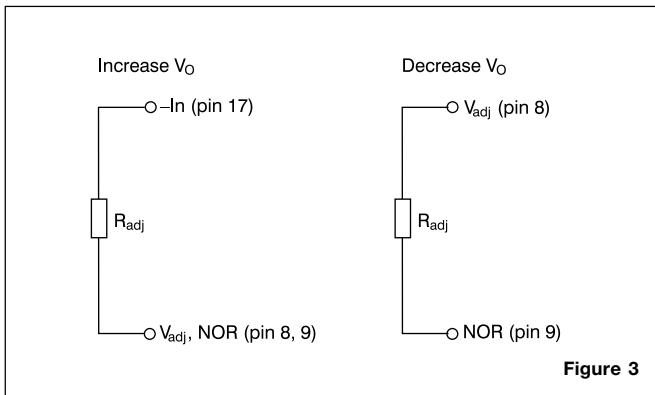 Increase VO
–In (pin 17)
Radj
Vadj, NOR (pin 8, 9)
Decrease VO
Vadj (pin 8)
Radj
NOR (pin 9)
Figure 3